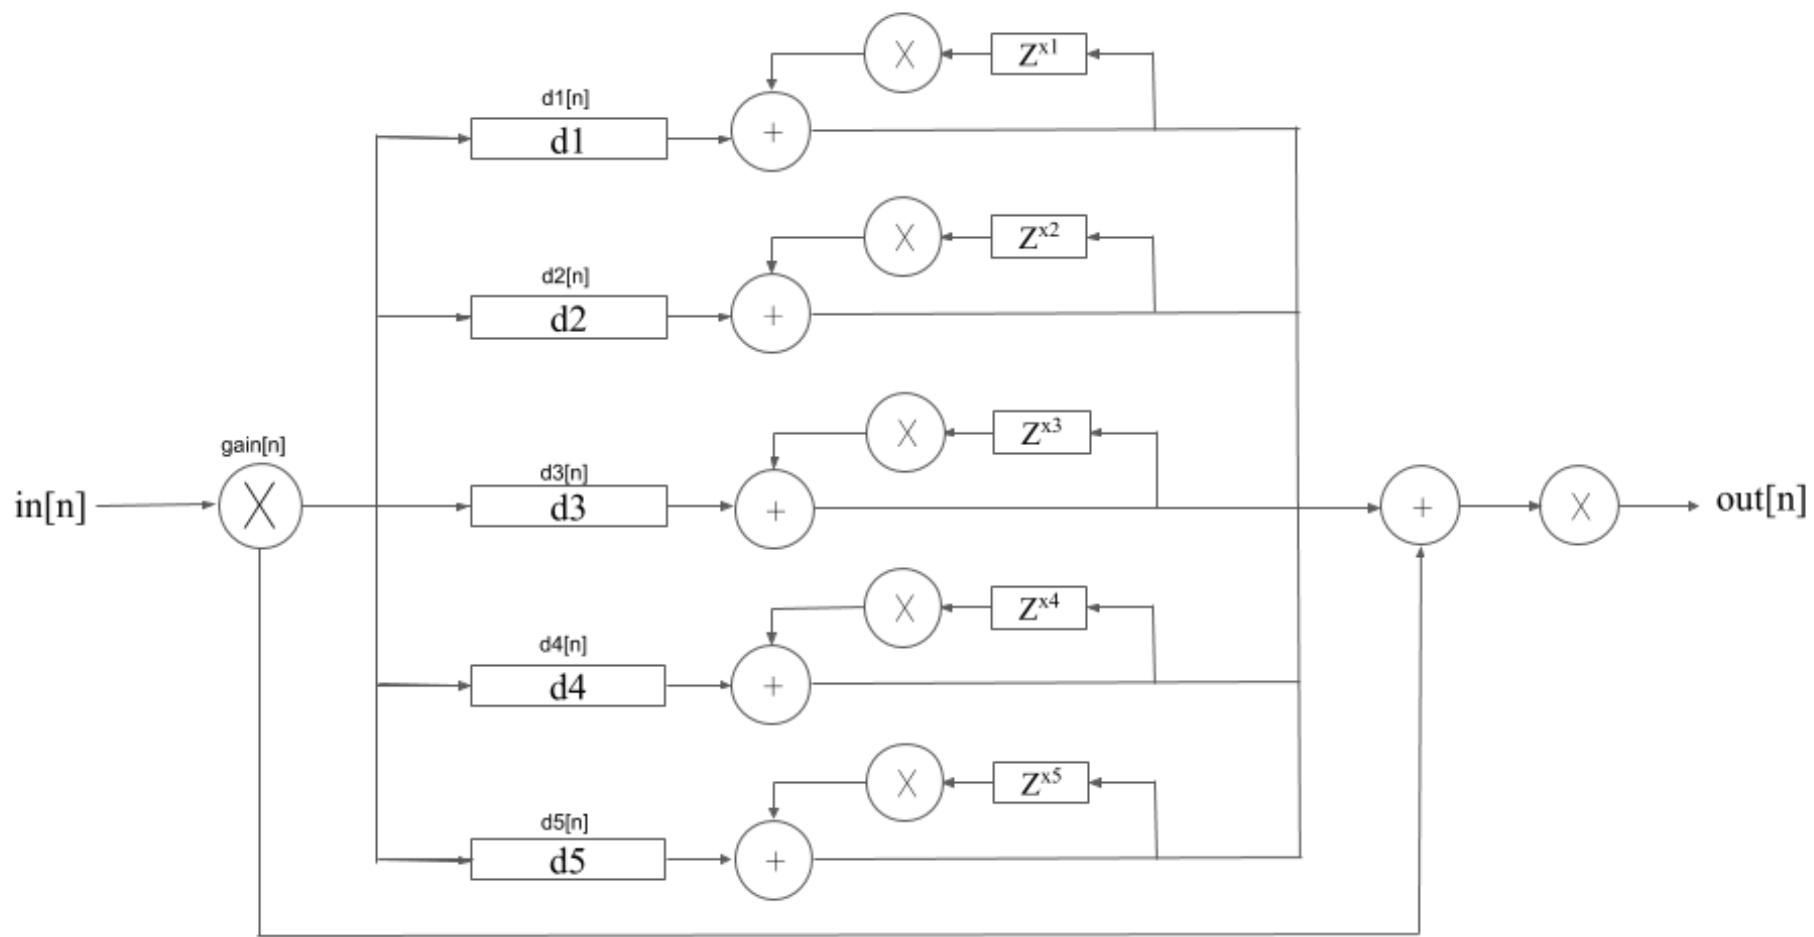 X
Z^x1
d1[n]
d1
+
X
Z^x2
d2[n]
d2
+
X
Z^x3
gain[n]
d3[n]
in[n]
X
d3
+
+
X
out[n]
X
Z^x4
d4[n]
d4
+
X
Z^x5
d5[n]
d5
+